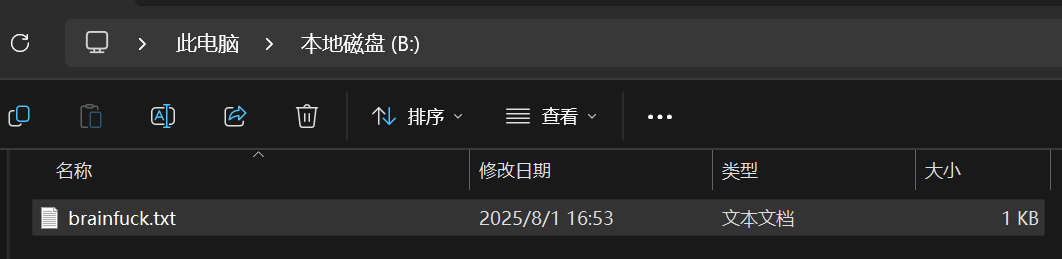 此电脑 本地磁盘 (B:)
排序 查看
名称 修改日期 类型 大小
brainfuck.txt 2025/8/1 16:53 文本文档 1 KB